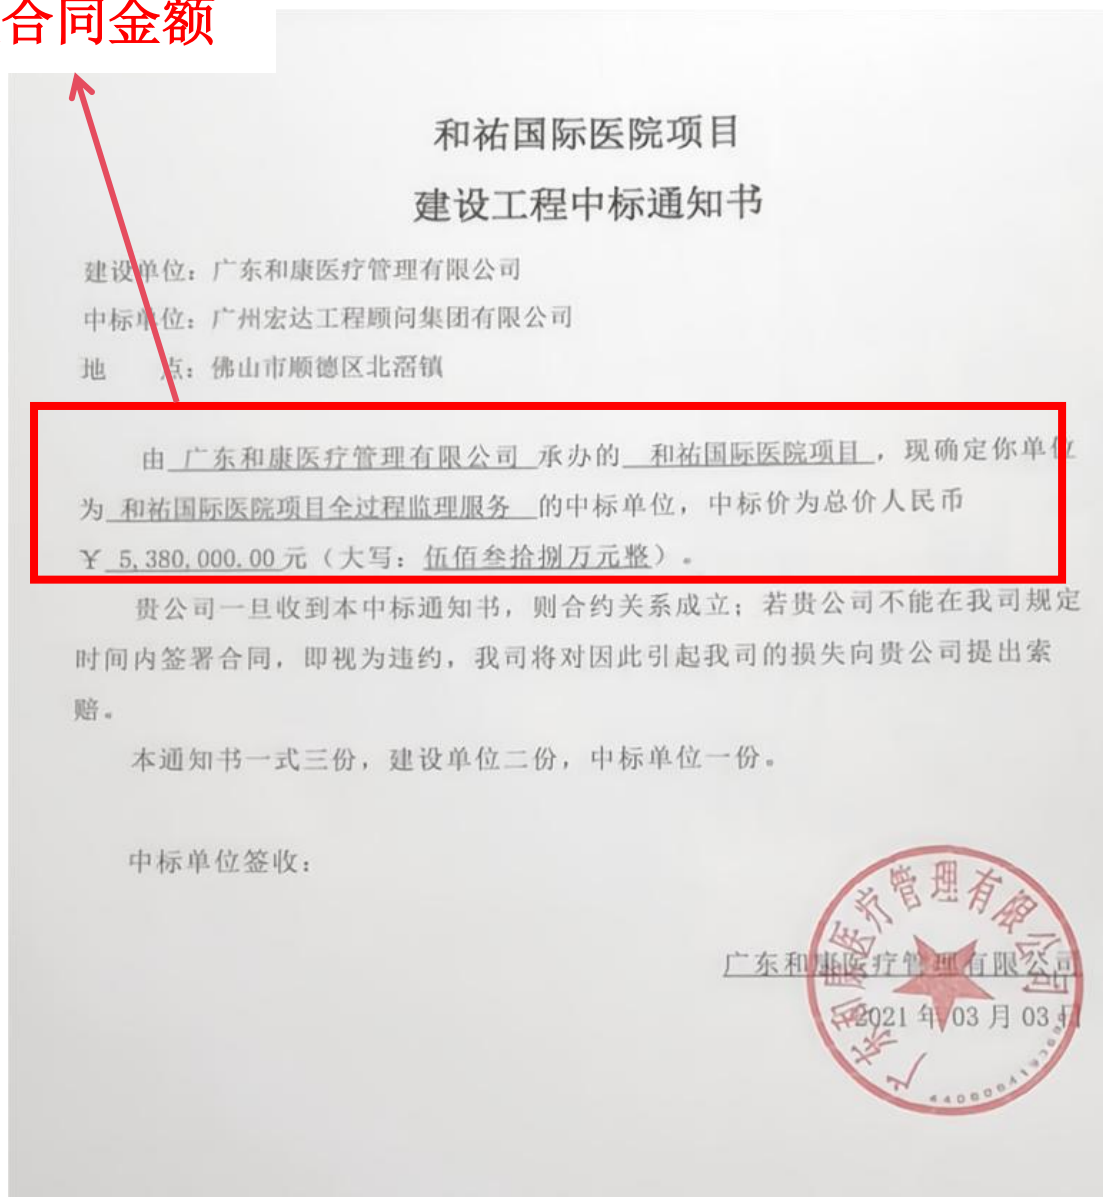 合同金额
和祐国际医院项目
建设工程中标通知书
建设单位：广东和康医疗管理有限公司
中标单位：广州宏达工程顾问集团有限公司
地　　点：佛山市顺德区北滘镇
由 广东和康医疗管理有限公司 承办的 和祐国际医院项目 ，现确定你单位
为 和祐国际医院项目全过程监理服务 的中标单位，中标价为总价人民币
￥ 5,380,000.00 元（大写：伍佰叁拾捌万元整）。
贵公司一旦收到本中标通知书，则合约关系成立；若贵公司不能在我司规定
时间内签署合同，即视为违约，我司将对因此引起我司的损失向贵公司提出索
赔。
本通知书一式三份，建设单位二份，中标单位一份。
中标单位签收：
广东和康医疗管理有限公司
广东和康医疗管理有限公司
2021 年 03 月 03 日